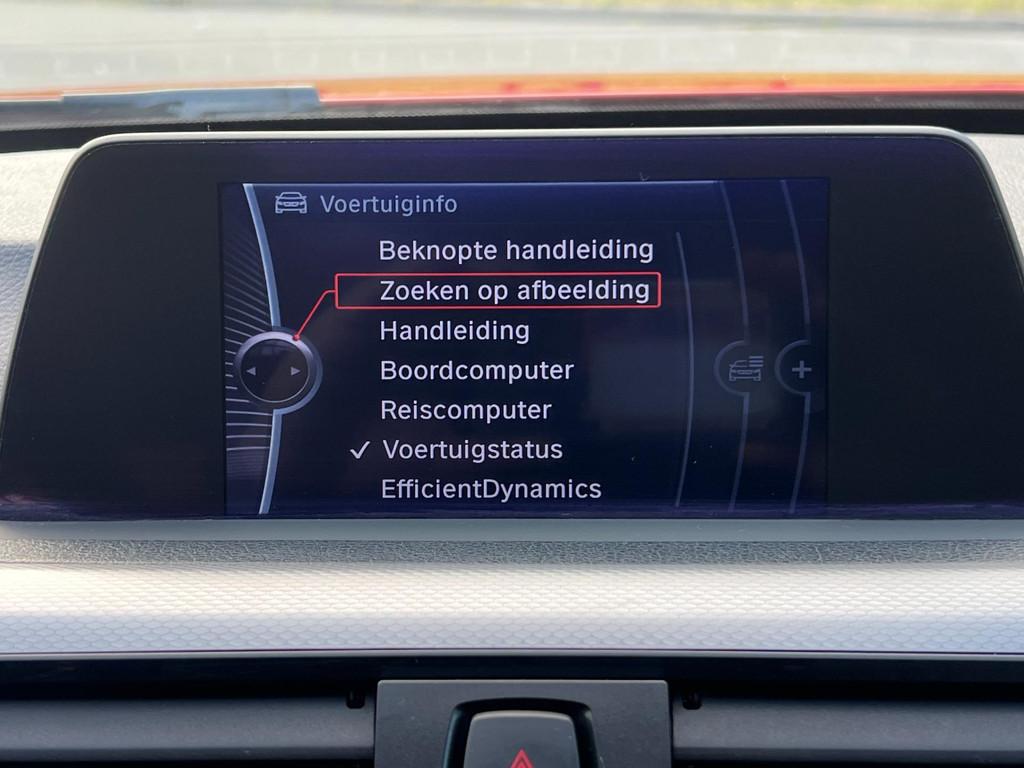 Voertuiginfo
Beknopte handleiding
Zoeken op afbeelding
Handleiding
Boordcomputer
Reiscomputer
✓ Voertuigstatus
EfficientDynamics